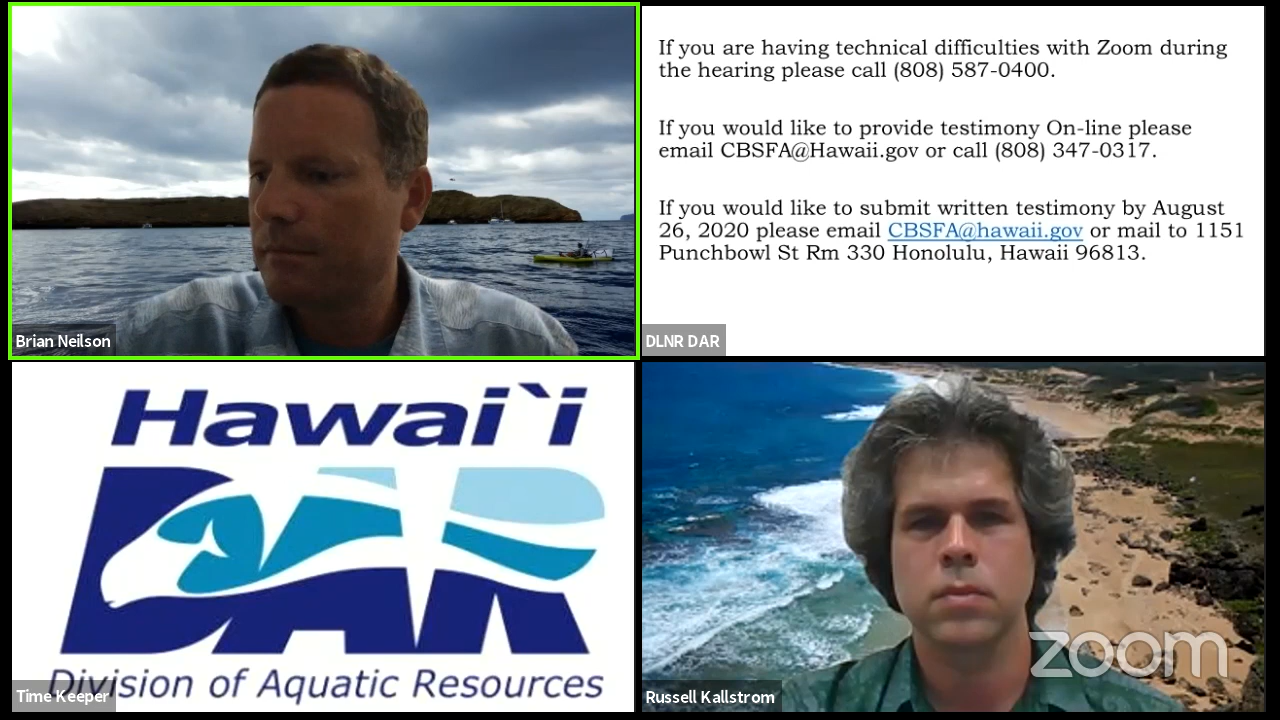 If you are having technical difficulties with Zoom during
the hearing please call (808) 587-0400.
If you would like to provide testimony On-line please
email CBSFA@Hawaii.gov or call (808) 347-0317.
If you would like to submit written testimony by August
26, 2020 please email CBSFA@hawaii.gov or mail to 1151
Punchbowl St Rm 330 Honolulu, Hawaii 96813.
Brian Neilson
DLNR DAR
Hawai`i
DAR
Division of Aquatic Resources
Time Keeper
zoom
Russell Kallstrom